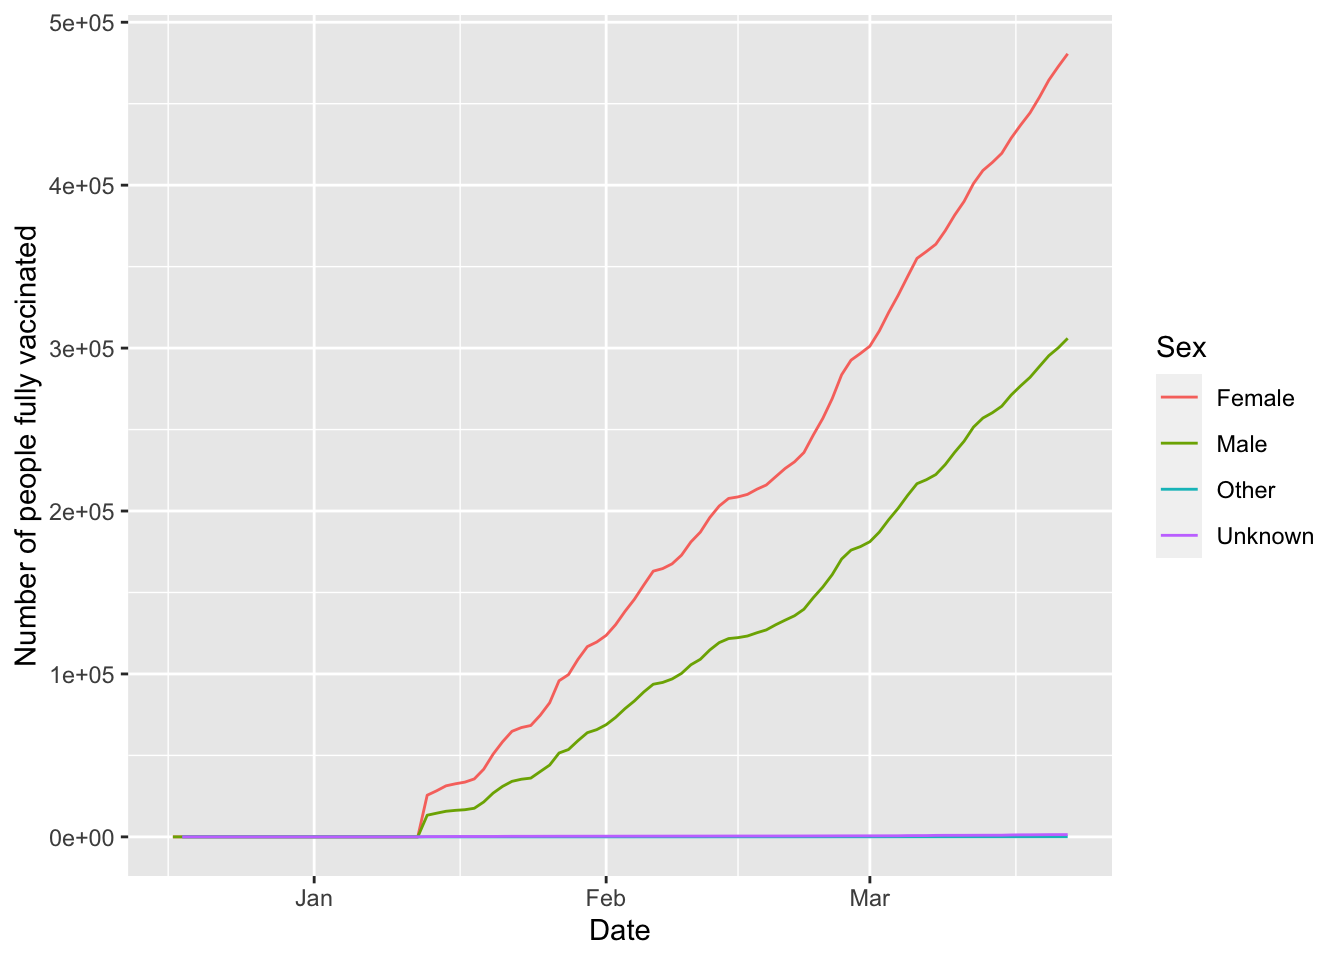 5e+05
4e+05
3e+05
2e+05
1e+05
0e+00
Number of people fully vaccinated
Jan Feb Mar
Date
Sex
Female
Male
Other
Unknown